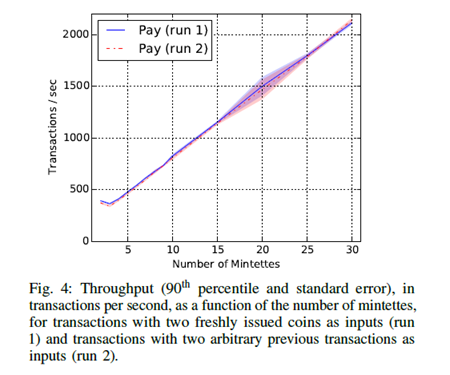 2000
1500
1000
500
0
Transactions / sec
Pay (run 1)
Pay (run 2)
5 10 15 20 25 30
Number of Mintettes
Fig. 4: Throughput (90th percentile and standard error), in
transactions per second, as a function of the number of mintettes,
for transactions with two freshly issued coins as inputs (run
1) and transactions with two arbitrary previous transactions as
inputs (run 2).